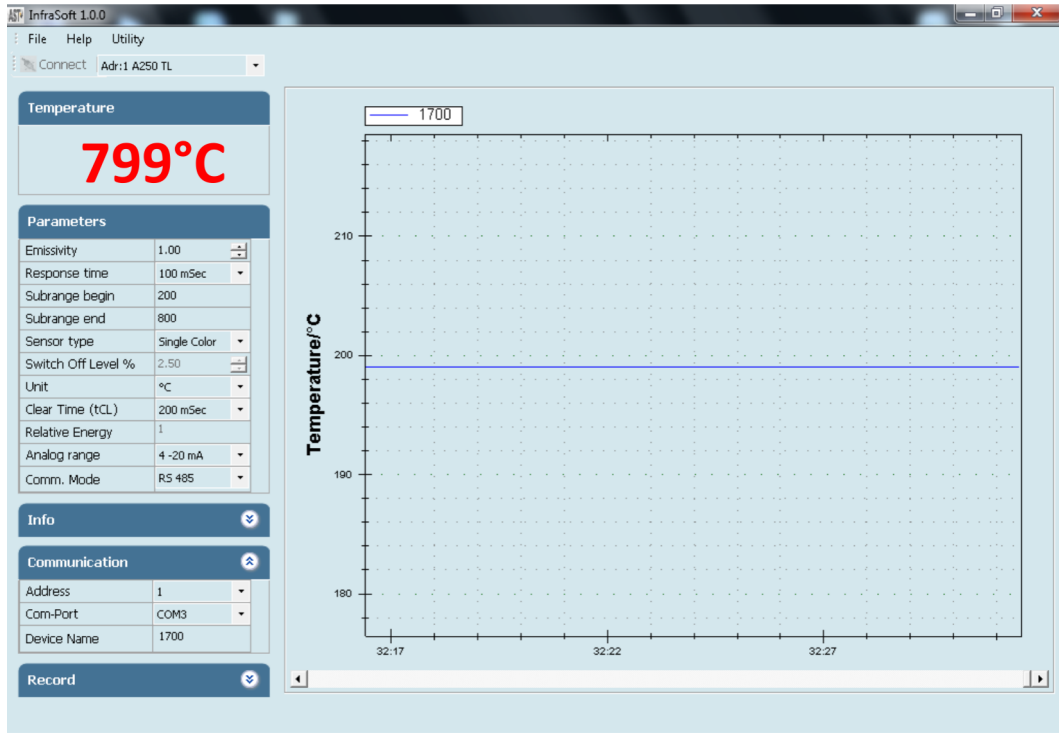 AST InfraSoft 1.0.0
File Help Utility
Connect Adr:1 A250 TL
Temperature
799°C
Parameters
Emissivity 1.00
Response time 100 mSec
Subrange begin 200
Subrange end 800
Sensor type Single Color
Switch Off Level % 2.50
Unit °C
Clear Time (tCL) 200 mSec
Relative Energy 1
Analog range 4 -20 mA
Comm. Mode RS 485
Info
Communication
Address 1
Com-Port COM3
Device Name 1700
Record
1700
Temperature/°C
210
200
190
180
32:17 32:22 32:27